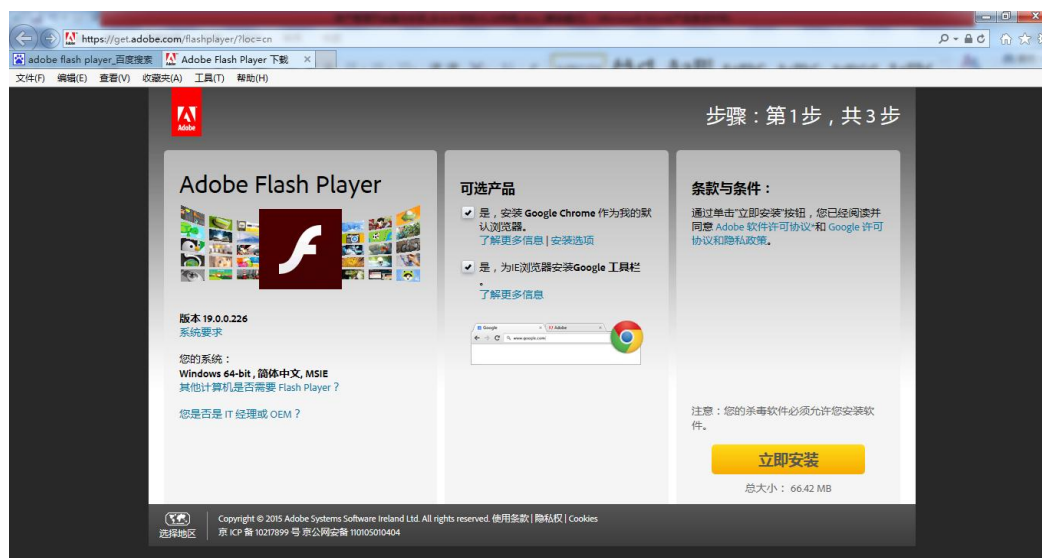 https://get.adobe.com/flashplayer/?loc=cn
adobe flash player_百度搜索
Adobe Flash Player 下载
文件(F) 编辑(E) 查看(V) 收藏夹(A) 工具(T) 帮助(H)
Adobe
步骤：第1步，共3步
Adobe Flash Player
版本 19.0.0.226
系统要求
您的系统：
Windows 64-bit , 简体中文, MSIE
其他计算机是否需要 Flash Player？
您是否是 IT 经理或 OEM？
可选产品
是，安装 Google Chrome 作为我的默
认浏览器。
了解更多信息 | 安装选项
是，为IE浏览器安装Google 工具栏
。
了解更多信息
Google
Adobe
www.google.com
条款与条件：
通过单击“立即安装”按钮，您已经阅读并
同意 Adobe 软件许可协议*和 Google 许可
协议和隐私政策。
注意：您的杀毒软件必须允许您安装软
件。
立即安装
总大小： 66.42 MB
选择地区
Copyright © 2015 Adobe Systems Software Ireland Ltd. All rights reserved. 使用条款 | 隐私权 | Cookies
京 ICP 备 10217899 号 京公网安备 110105010404